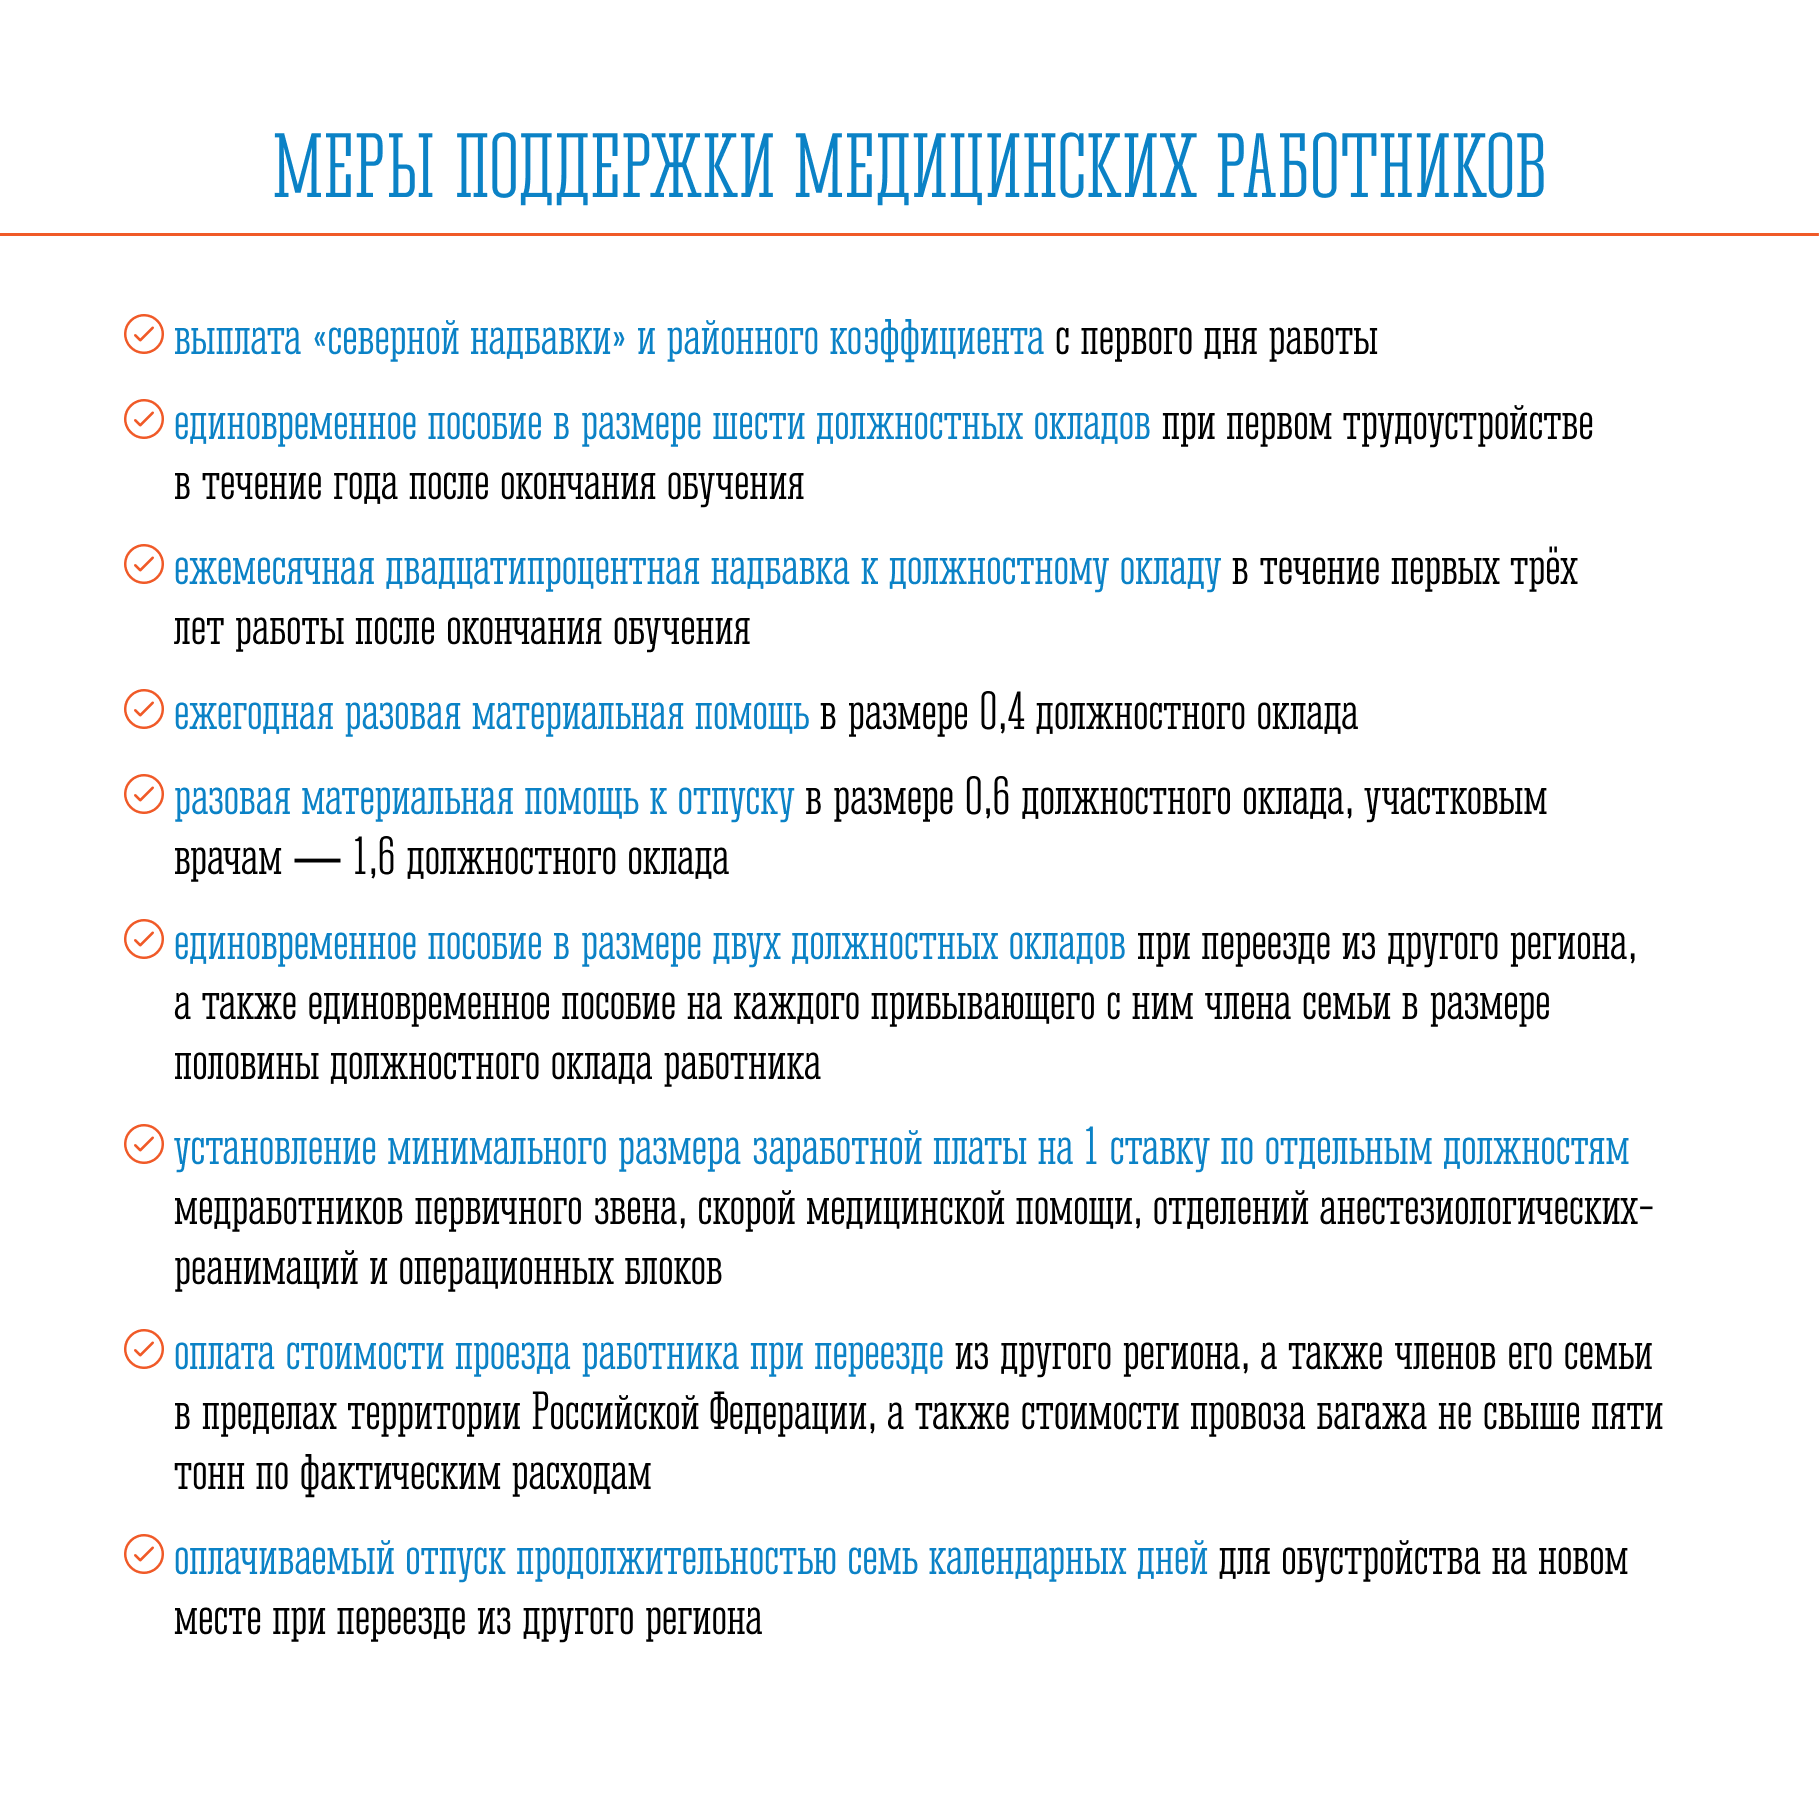 МЕРЫ ПОДДЕРЖКИ МЕДИЦИНСКИХ РАБОТНИКОВ
выплата «северной надбавки» и районного коэффициента с первого дня работы
единовременное пособие в размере шести должностных окладов при первом трудоустройстве
в течение года после окончания обучения
ежемесячная двадцатипроцентная надбавка к должностному окладу в течение первых трёх
лет работы после окончания обучения
ежегодная разовая материальная помощь в размере 0,4 должностного оклада
разовая материальная помощь к отпуску в размере 0,6 должностного оклада, участковым
врачам — 1,6 должностного оклада
единовременное пособие в размере двух должностных окладов при переезде из другого региона,
а также единовременное пособие на каждого прибывающего с ним члена семьи в размере
половины должностного оклада работника
установление минимального размера заработной платы на 1 ставку по отдельным должностям
медработников первичного звена, скорой медицинской помощи, отделений анестезиологических-
реанимаций и операционных блоков
оплата стоимости проезда работника при переезде из другого региона, а также членов его семьи
в пределах территории Российской Федерации, а также стоимости провоза багажа не свыше пяти
тонн по фактическим расходам
оплачиваемый отпуск продолжительностью семь календарных дней для обустройства на новом
месте при переезде из другого региона